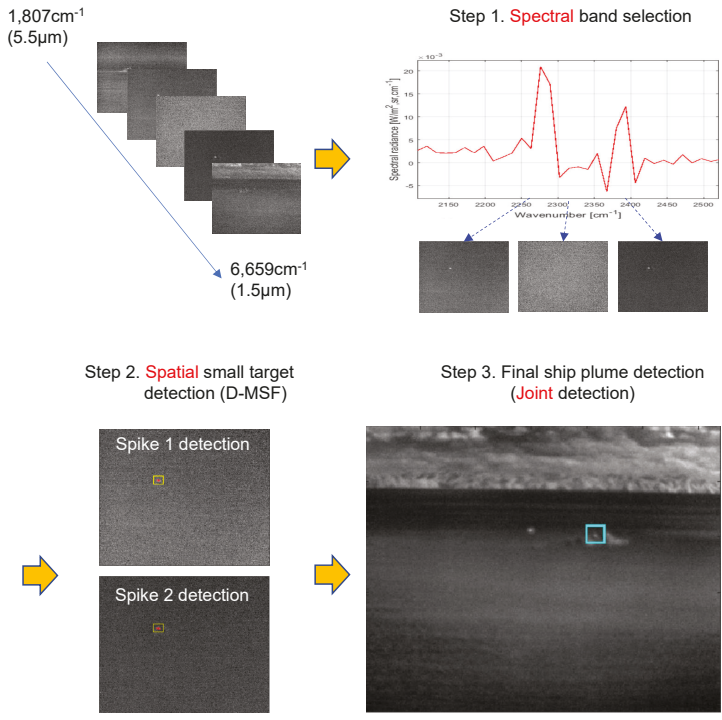 1,807cm⁻¹
(5.5µm)
6,659cm⁻¹
(1.5µm)
Step 1. Spectral band selection
× 10⁻³
Spectral radiance [W/m²,sr,cm⁻¹]
20
15
10
5
0
-5
2150 2200 2250 2300 2350 2400 2450 2500
Wavenumber [cm⁻¹]
Step 2. Spatial small target
detection (D-MSF)
Spike 1 detection
Spike 2 detection
Step 3. Final ship plume detection
(Joint detection)